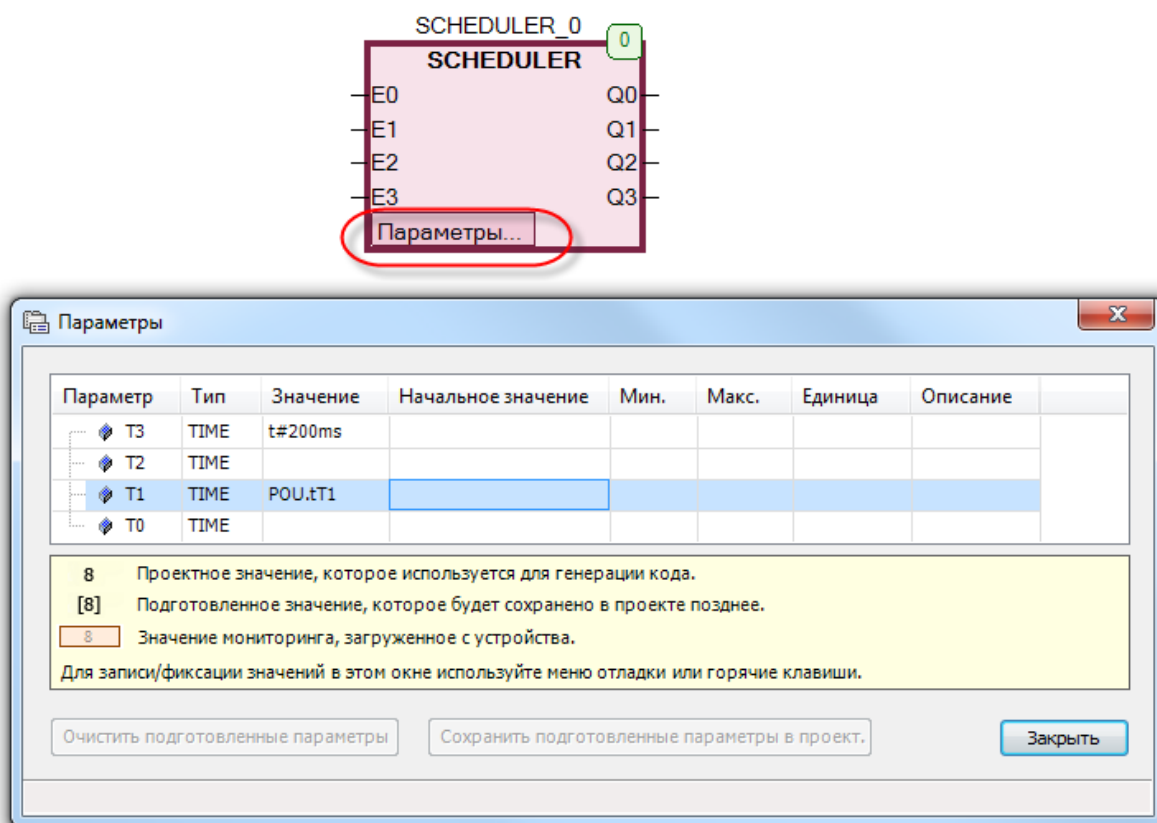 SCHEDULER_0
0
SCHEDULER
E0 Q0
E1 Q1
E2 Q2
E3 Q3
Параметры...
Параметры
Параметр Тип Значение Начальное значение Мин. Макс. Единица Описание
T3 TIME t#200ms
T2 TIME
T1 TIME POU.tT1
T0 TIME
8 Проектное значение, которое используется для генерации кода.
[8] Подготовленное значение, которое будет сохранено в проекте позднее.
8 Значение мониторинга, загруженное с устройства.
Для записи/фиксации значений в этом окне используйте меню отладки или горячие клавиши.
Очистить подготовленные параметры Сохранить подготовленные параметры в проект. Закрыть